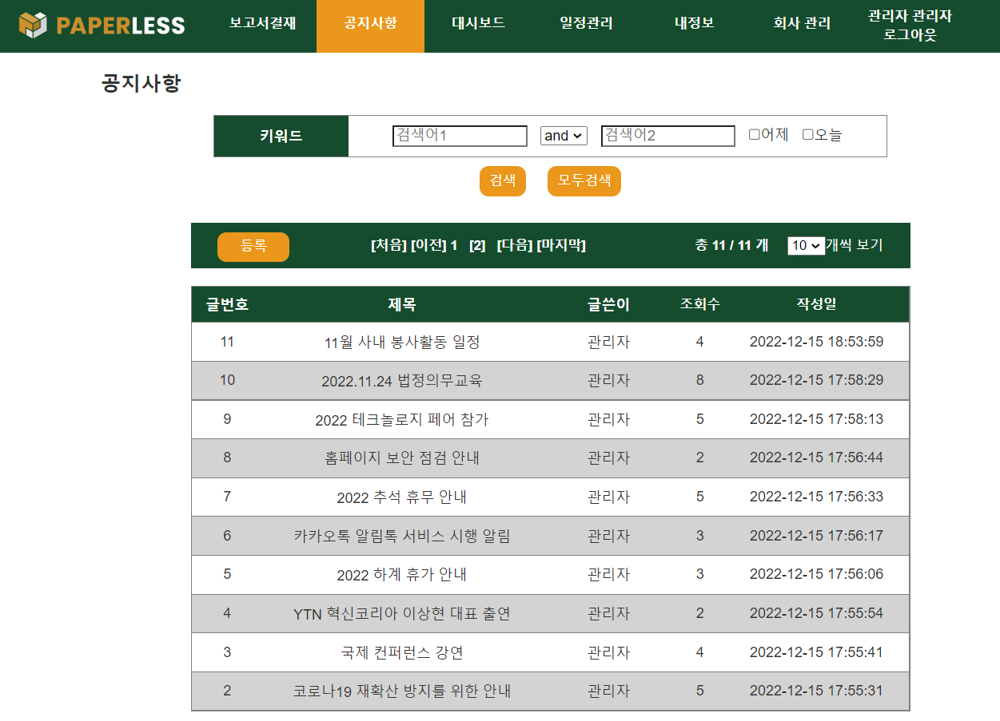 PAPERLESS 보고서결재 공지사항 대시보드 일정관리 내정보 회사 관리 관리자 관리자
로그아웃
공지사항
키워드 검색어1 and 검색어2 어제 오늘
검색 모두검색
등록 [처음] [이전] 1 [2] [다음] [마지막] 총 11 / 11 개 10 개씩 보기
글번호 제목 글쓴이 조회수 작성일
11 11월 사내 봉사활동 일정 관리자 4 2022-12-15 18:53:59
10 2022.11.24 법정의무교육 관리자 8 2022-12-15 17:58:29
9 2022 테크놀로지 페어 참가 관리자 5 2022-12-15 17:58:13
8 홈페이지 보안 점검 안내 관리자 2 2022-12-15 17:56:44
7 2022 추석 휴무 안내 관리자 5 2022-12-15 17:56:33
6 카카오톡 알림톡 서비스 시행 알림 관리자 3 2022-12-15 17:56:17
5 2022 하계 휴가 안내 관리자 3 2022-12-15 17:56:06
4 YTN 혁신코리아 이상현 대표 출연 관리자 2 2022-12-15 17:55:54
3 국제 컨퍼런스 강연 관리자 4 2022-12-15 17:55:41
2 코로나19 재확산 방지를 위한 안내 관리자 5 2022-12-15 17:55:31